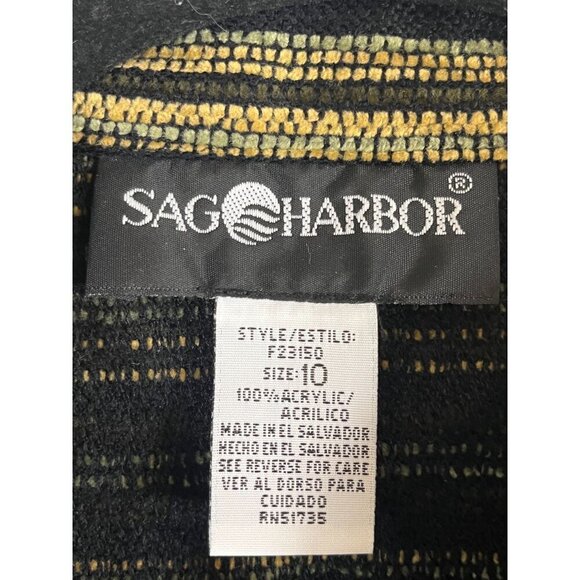 SAG HARBOR®
STYLE/ESTILO:
F23150
SIZE: 10
100% ACRYLIC/
ACRILICO
MADE IN EL SALVADOR
HECHO EN EL SALVADOR
SEE REVERSE FOR CARE
VER AL DORSO PARA
CUIDADO
RN51735